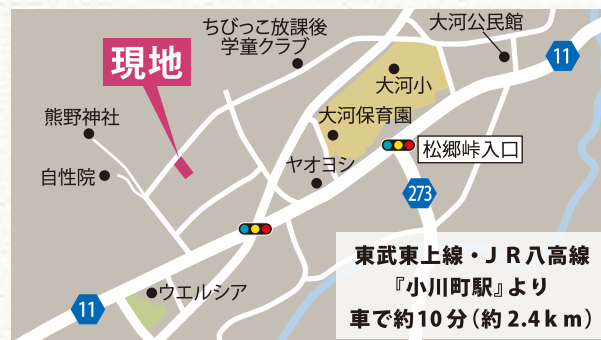 ちびっこ放課後
学童クラブ
大河公民館
11
現地
大河小
熊野神社
大河保育園
松郷峠入口
ヤオヨシ
自性院
273
東武東上線・JR八高線
『小川町駅』より
車で約10分（約2.4km）
ウエルシア
11